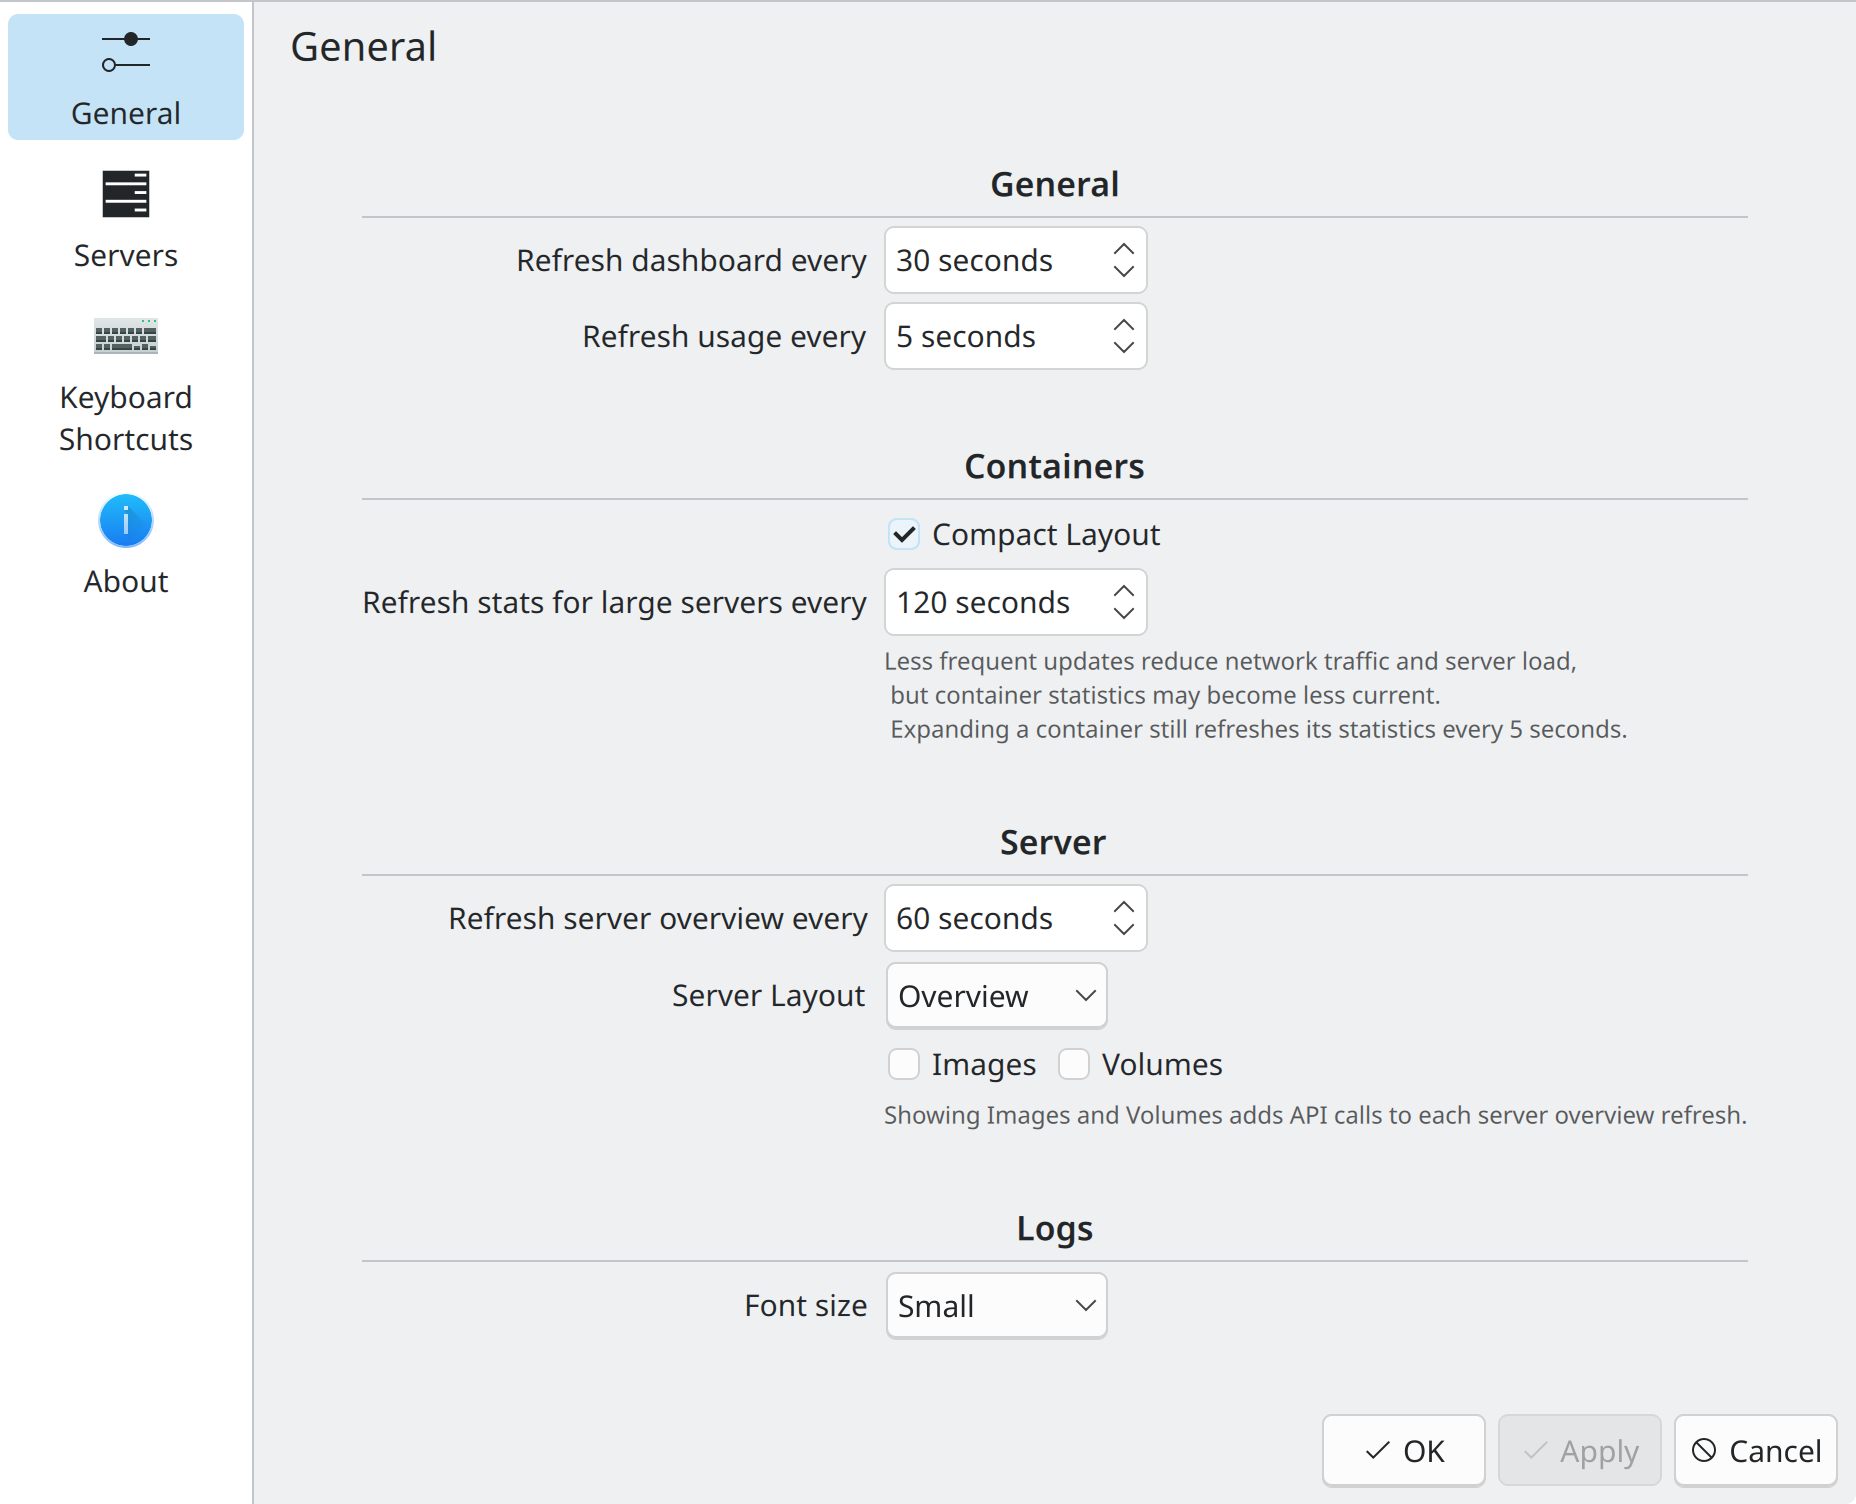 General
Servers
Keyboard
Shortcuts
About
General
General
Refresh dashboard every 30 seconds
Refresh usage every 5 seconds
Containers
Compact Layout
Refresh stats for large servers every 120 seconds
Less frequent updates reduce network traffic and server load,
but container statistics may become less current.
Expanding a container still refreshes its statistics every 5 seconds.
Server
Refresh server overview every 60 seconds
Server Layout Overview
Images Volumes
Showing Images and Volumes adds API calls to each server overview refresh.
Logs
Font size Small
OK Apply Cancel